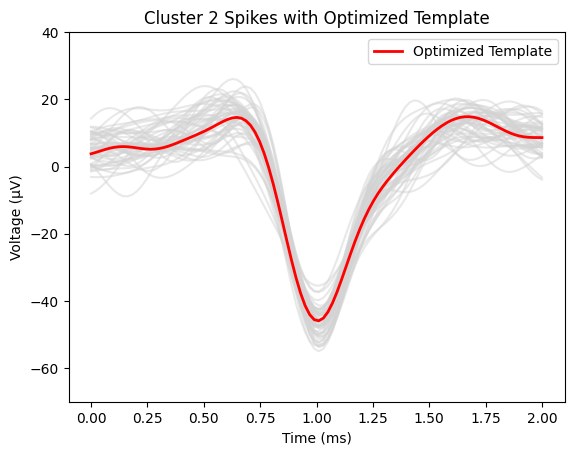 Cluster 2 Spikes with Optimized Template
Optimized Template
Voltage (µV)
40
20
0
−20
−40
−60
0.00 0.25 0.50 0.75 1.00 1.25 1.50 1.75 2.00
Time (ms)